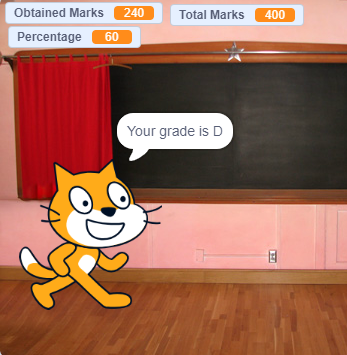 Obtained Marks 240
Total Marks 400
Percentage 60
Your grade is D